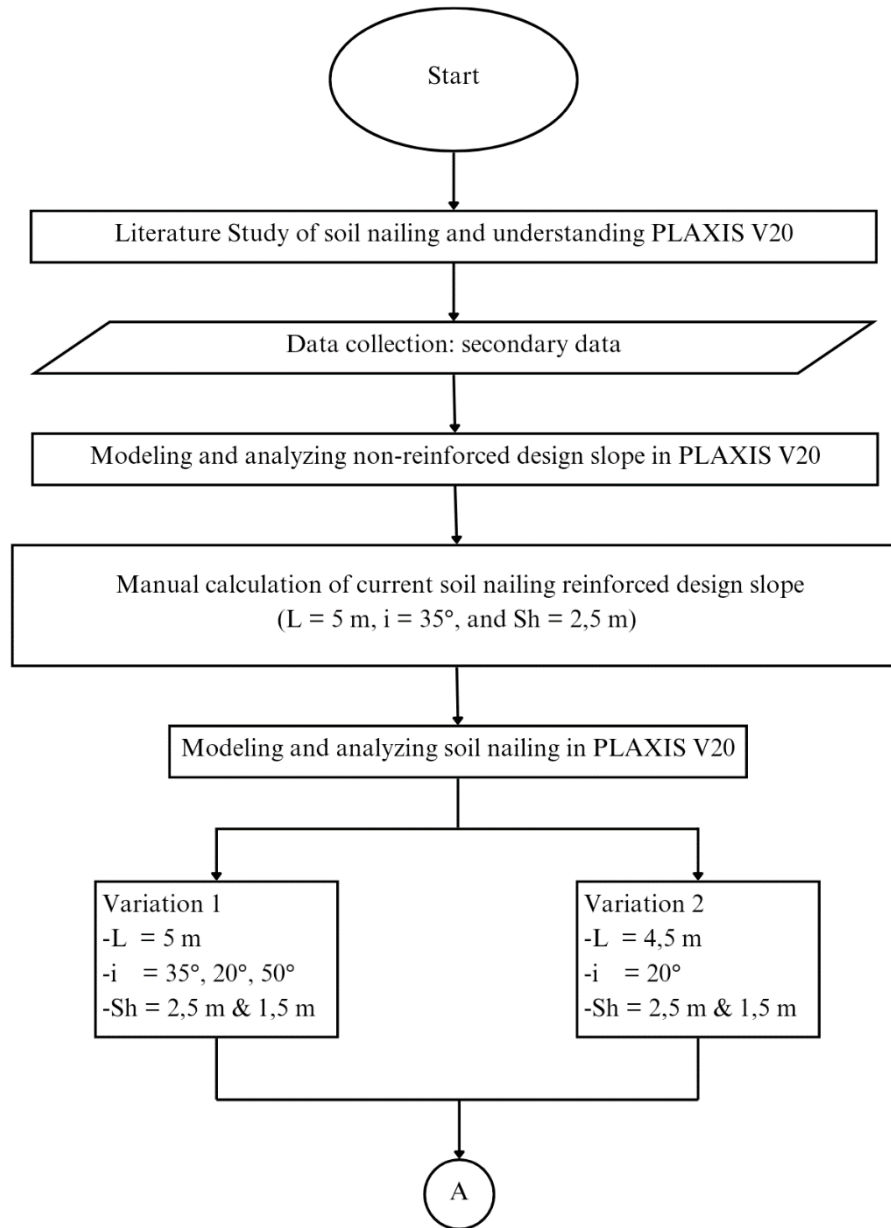 Start
Literature Study of soil nailing and understanding PLAXIS V20
Data collection: secondary data
Modeling and analyzing non-reinforced design slope in PLAXIS V20
Manual calculation of current soil nailing reinforced design slope
(L = 5 m, i = 35°, and Sh = 2,5 m)
Modeling and analyzing soil nailing in PLAXIS V20
Variation 1
-L = 5 m
-i = 35°, 20°, 50°
-Sh = 2,5 m & 1,5 m
Variation 2
-L = 4,5 m
-i = 20°
-Sh = 2,5 m & 1,5 m
A